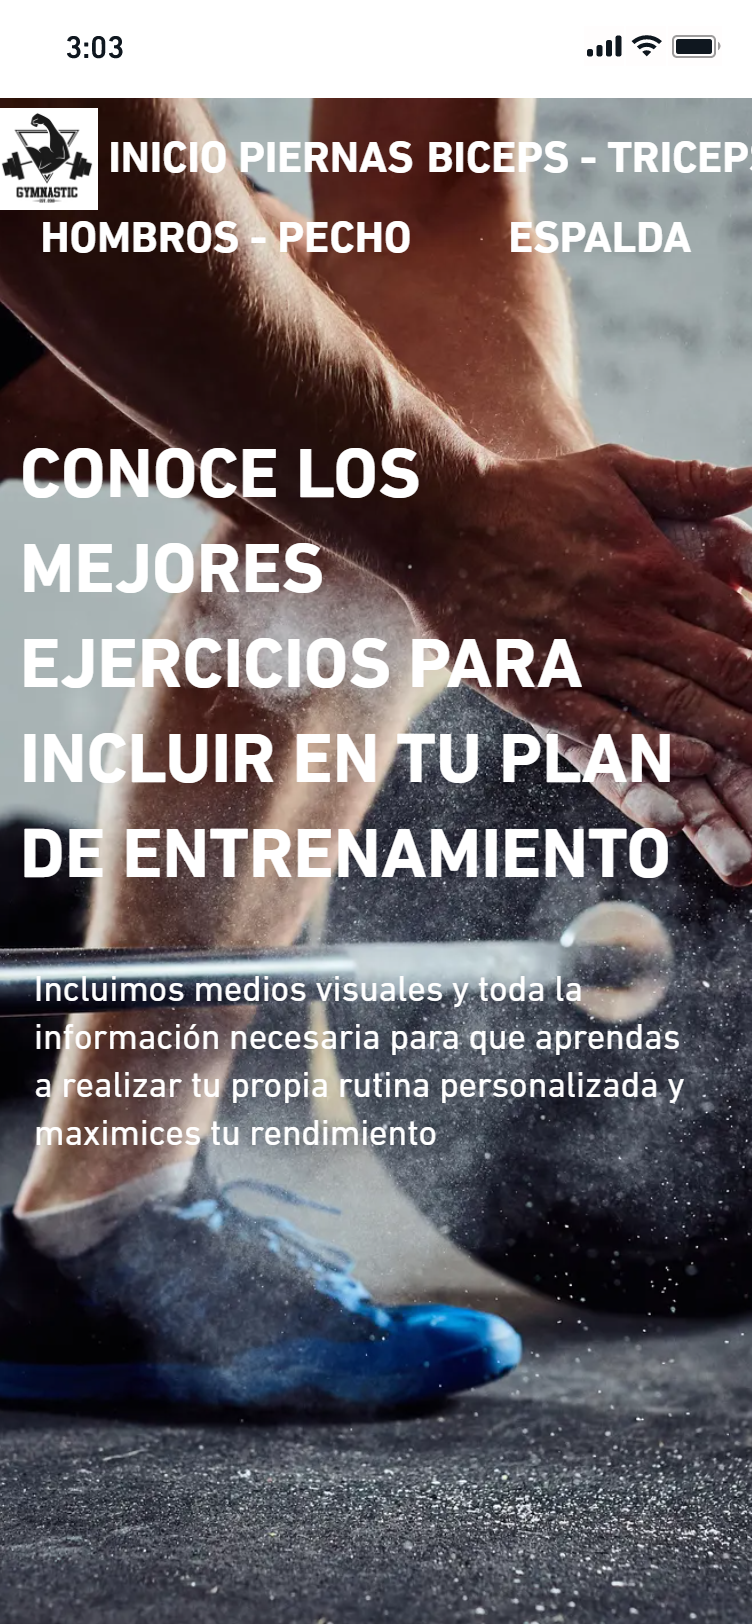 3:03
INICIO PIERNAS BICEPS - TRICEPS
GYMNASTIC
HOMBROS - PECHO ESPALDA
CONOCE LOS
MEJORES
EJERCICIOS PARA
INCLUIR EN TU PLAN
DE ENTRENAMIENTO
Incluimos medios visuales y toda la
información necesaria para que aprendas
a realizar tu propia rutina personalizada y
maximices tu rendimiento